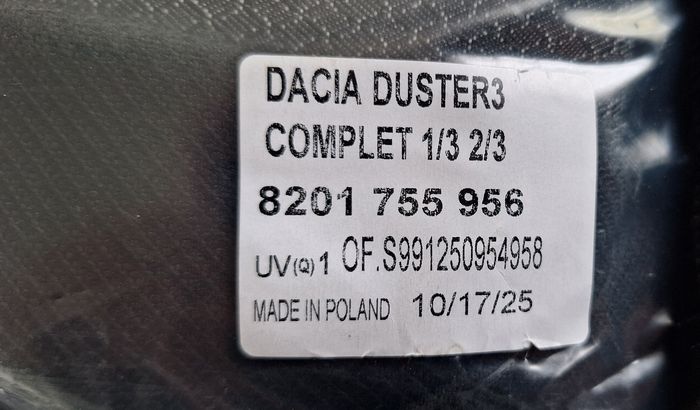 DACIA DUSTER3
COMPLET 1/3 2/3
8201 755 956
UV(Q) 1 OF.S991250954958
MADE IN POLAND 10/17/25